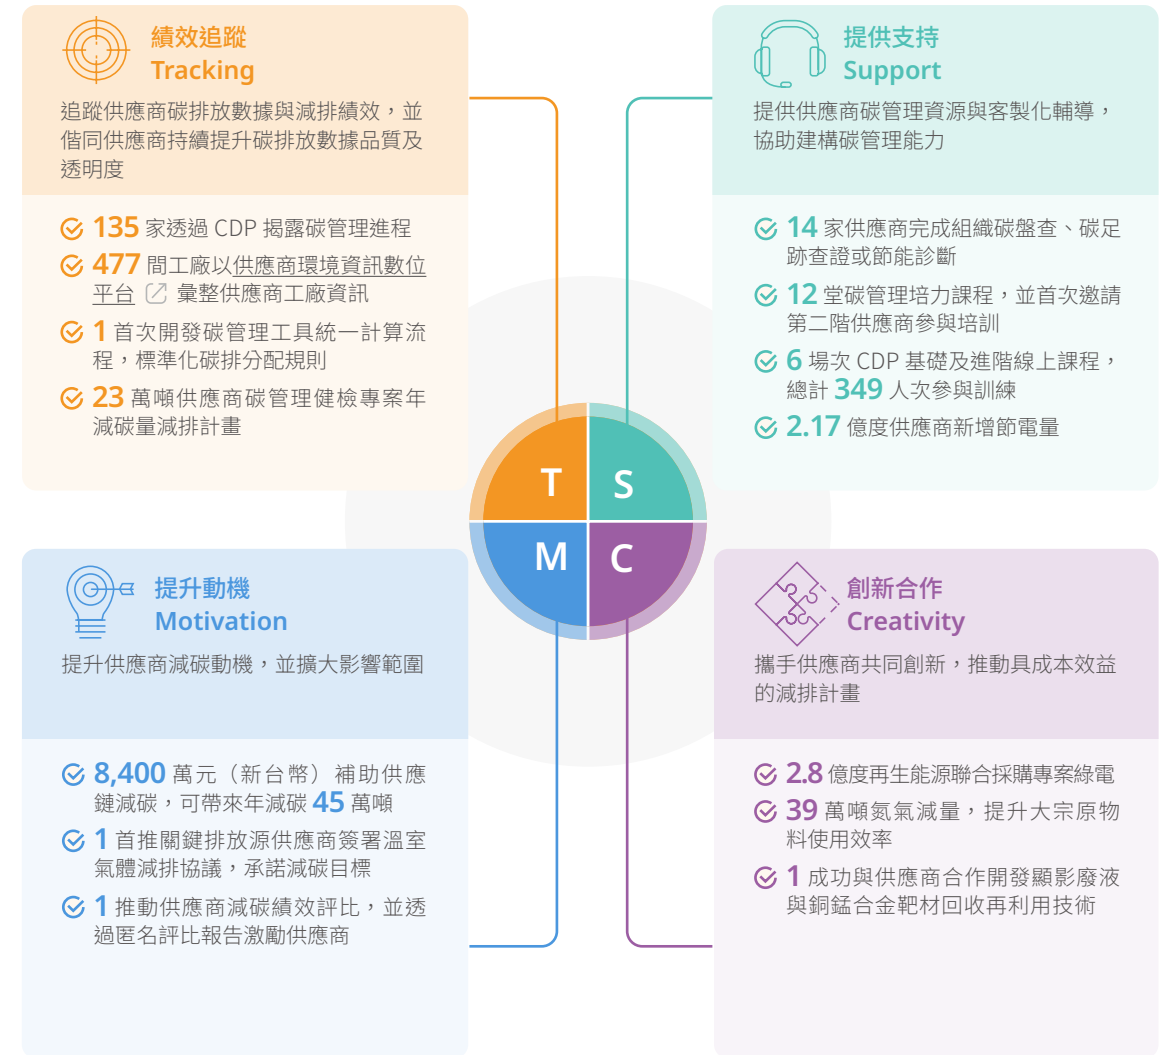 績效追蹤
Tracking
追蹤供應商碳排放數據與減排績效，並
偕同供應商持續提升碳排放數據品質及
透明度
135 家透過 CDP 揭露碳管理進程
477 間工廠以供應商環境資訊數位
平台 彙整供應商工廠資訊
1 首次開發碳管理工具統一計算流
程，標準化碳排分配規則
23 萬噸供應商碳管理健檢專案年
減碳量減排計畫
提供支持
Support
提供供應商碳管理資源與客製化輔導，
協助建構碳管理能力
14 家供應商完成組織碳盤查、碳足
跡查證或節能診斷
12 堂碳管理培力課程，並首次邀請
第二階供應商參與培訓
6 場次 CDP 基礎及進階線上課程，
總計 349 人次參與訓練
2.17 億度供應商新增節電量
T
S
M
C
提升動機
Motivation
提升供應商減碳動機，並擴大影響範圍
8,400 萬元（新台幣）補助供應
鏈減碳，可帶來年減碳 45 萬噸
1 首推關鍵排放源供應商簽署溫室
氣體減排協議，承諾減碳目標
1 推動供應商減碳績效評比，並透
過匿名評比報告激勵供應商
創新合作
Creativity
攜手供應商共同創新，推動具成本效益
的減排計畫
2.8 億度再生能源聯合採購專案綠電
39 萬噸氮氣減量，提升大宗原物
料使用效率
1 成功與供應商合作開發顯影廢液
與銅錳合金靶材回收再利用技術